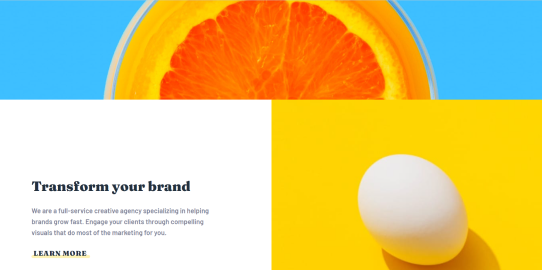 Transform your brand
We are a full-service creative agency specializing in helping
brands grow fast. Engage your clients through compelling
visuals that do most of the marketing for you.
LEARN MORE